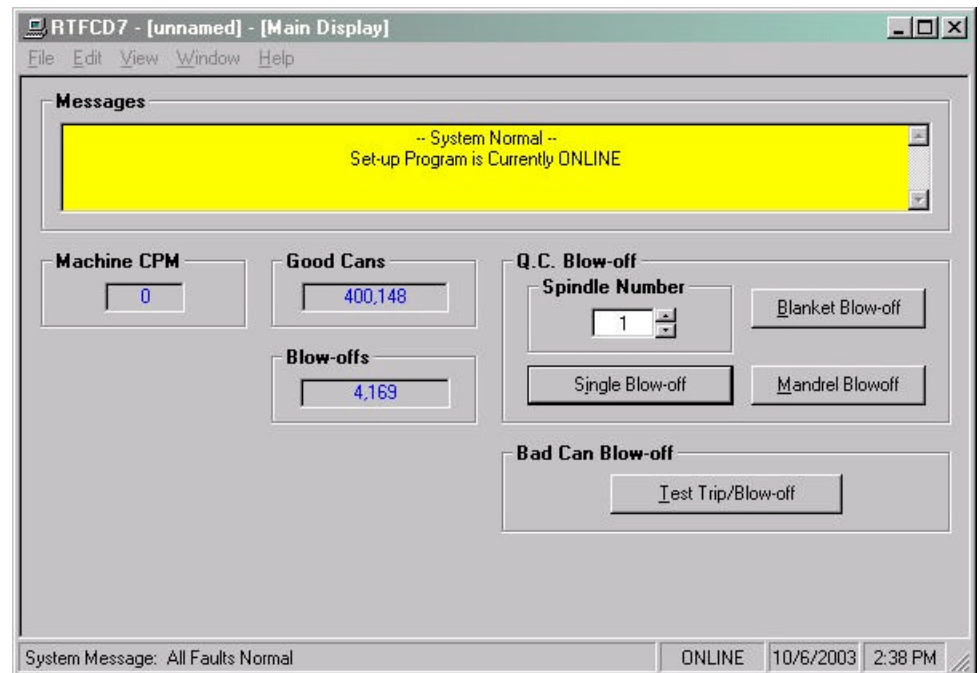 RTFCD7 - [unnamed] - [Main Display]
File Edit View Window Help
Messages
-- System Normal --
Set-up Program is Currently ONLINE
Machine CPM
0
Good Cans
400,148
Blow-offs
4,169
Q.C. Blow-off
Spindle Number
1
Blanket Blow-off
Single Blow-off
Mandrel Blowoff
Bad Can Blow-off
Test Trip/Blow-off
System Message: All Faults Normal
ONLINE
10/6/2003
2:38 PM